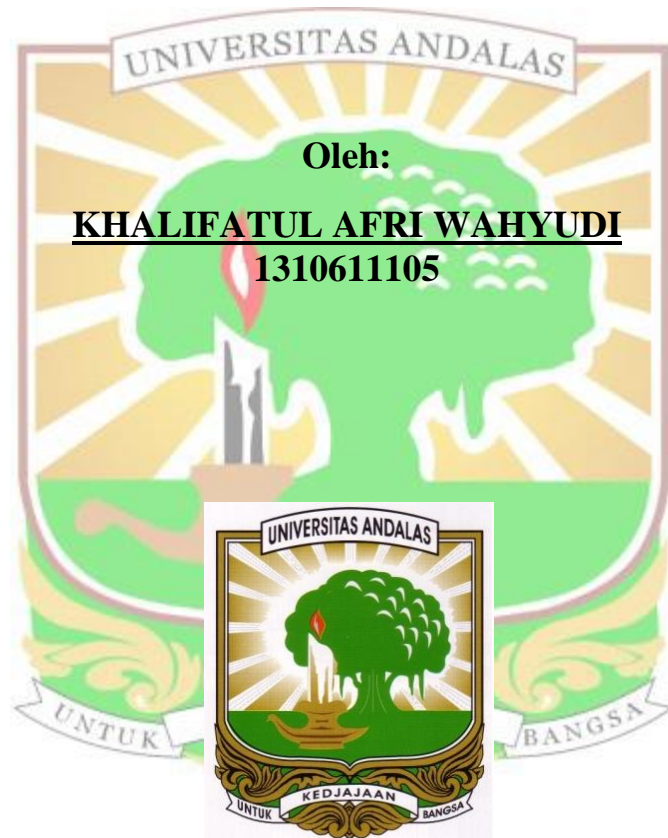 UNIVERSITAS ANDALAS
Oleh:
KHALIFATUL AFRI WAHYUDI
1310611105
UNIVERSITAS ANDALAS
UNTUK
BANGSA
UNTUK
KEDJAJAAN
BANGSA